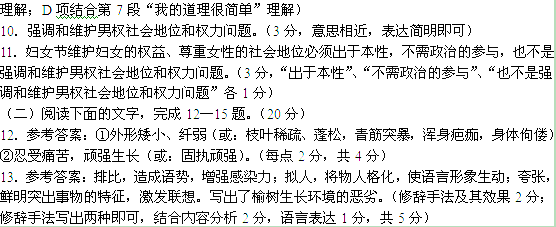 理解；D 项结合第 7 段“我的道理很简单”理解）
10．强调和维护男权社会地位和权力问题。（3 分，意思相近，表达简明即可）
11．妇女节维护妇女的权益、尊重女性的社会地位必须出于本性，不需政治的参与，也不是
强调和维护男权社会地位和权力问题。（3 分，“出于本性”、“不需政治的参与”、“也不是强
调和维护男权社会地位和权力问题”各 1 分）
（二）阅读下面的文字，完成 12—15 题。（20 分）
12．参考答案：①外形矮小、纤弱（或：枝叶稀疏、蓬松，青筋突暴，浑身疤痂，身体佝偻）
②忍受痛苦，顽强生长（或：固执顽强）。（每点 2 分，共 4 分）
13．参考答案：排比，造成语势，增强感染力；拟人，将物人格化，使语言形象生动；夸张，
鲜明突出事物的特征，激发联想。写出了榆树生长环境的恶劣。（修辞手法及其效果 2 分；
修辞手法写出两种即可，结合内容分析 2 分，语言表达 1 分，共 5 分）